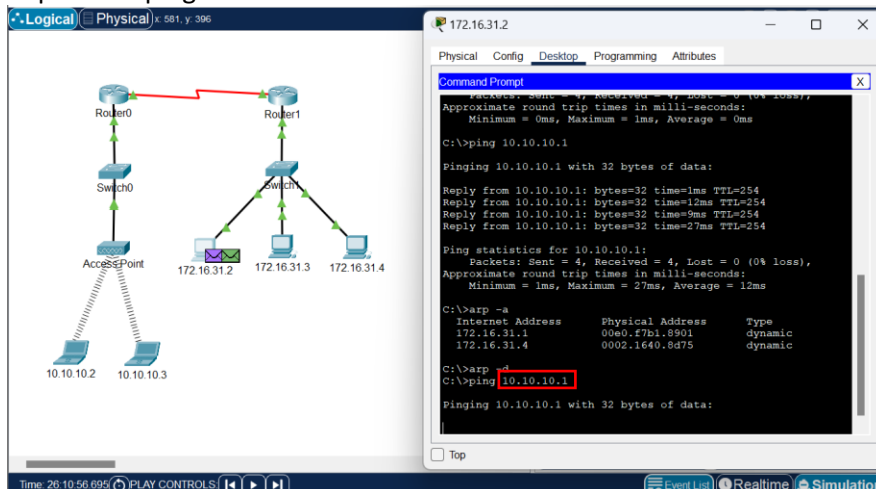 Logical Physical x: 581, y: 396
Router0
Router1
Switch0
Switch1
Access Point
172.16.31.2
172.16.31.3
172.16.31.4
10.10.10.2
10.10.10.3
Time: 26:10:56.695 PLAY CONTROLS:
172.16.31.2
Physical Config Desktop Programming Attributes
Command Prompt X
Packets: Sent = 4, Received = 4, Lost = 0 (0% loss),
Approximate round trip times in milli-seconds:
Minimum = 0ms, Maximum = 1ms, Average = 0ms
C:\>ping 10.10.10.1
Pinging 10.10.10.1 with 32 bytes of data:
Reply from 10.10.10.1: bytes=32 time=1ms TTL=254
Reply from 10.10.10.1: bytes=32 time=12ms TTL=254
Reply from 10.10.10.1: bytes=32 time=9ms TTL=254
Reply from 10.10.10.1: bytes=32 time=27ms TTL=254
Ping statistics for 10.10.10.1:
Packets: Sent = 4, Received = 4, Lost = 0 (0% loss),
Approximate round trip times in milli-seconds:
Minimum = 1ms, Maximum = 27ms, Average = 12ms
C:\>arp -a
Internet Address Physical Address Type
172.16.31.1 00e0.f7b1.8901 dynamic
172.16.31.4 0002.1640.8d75 dynamic
C:\>arp -d
C:\>ping 10.10.10.1
Pinging 10.10.10.1 with 32 bytes of data:
Top
Event List Realtime Simulation